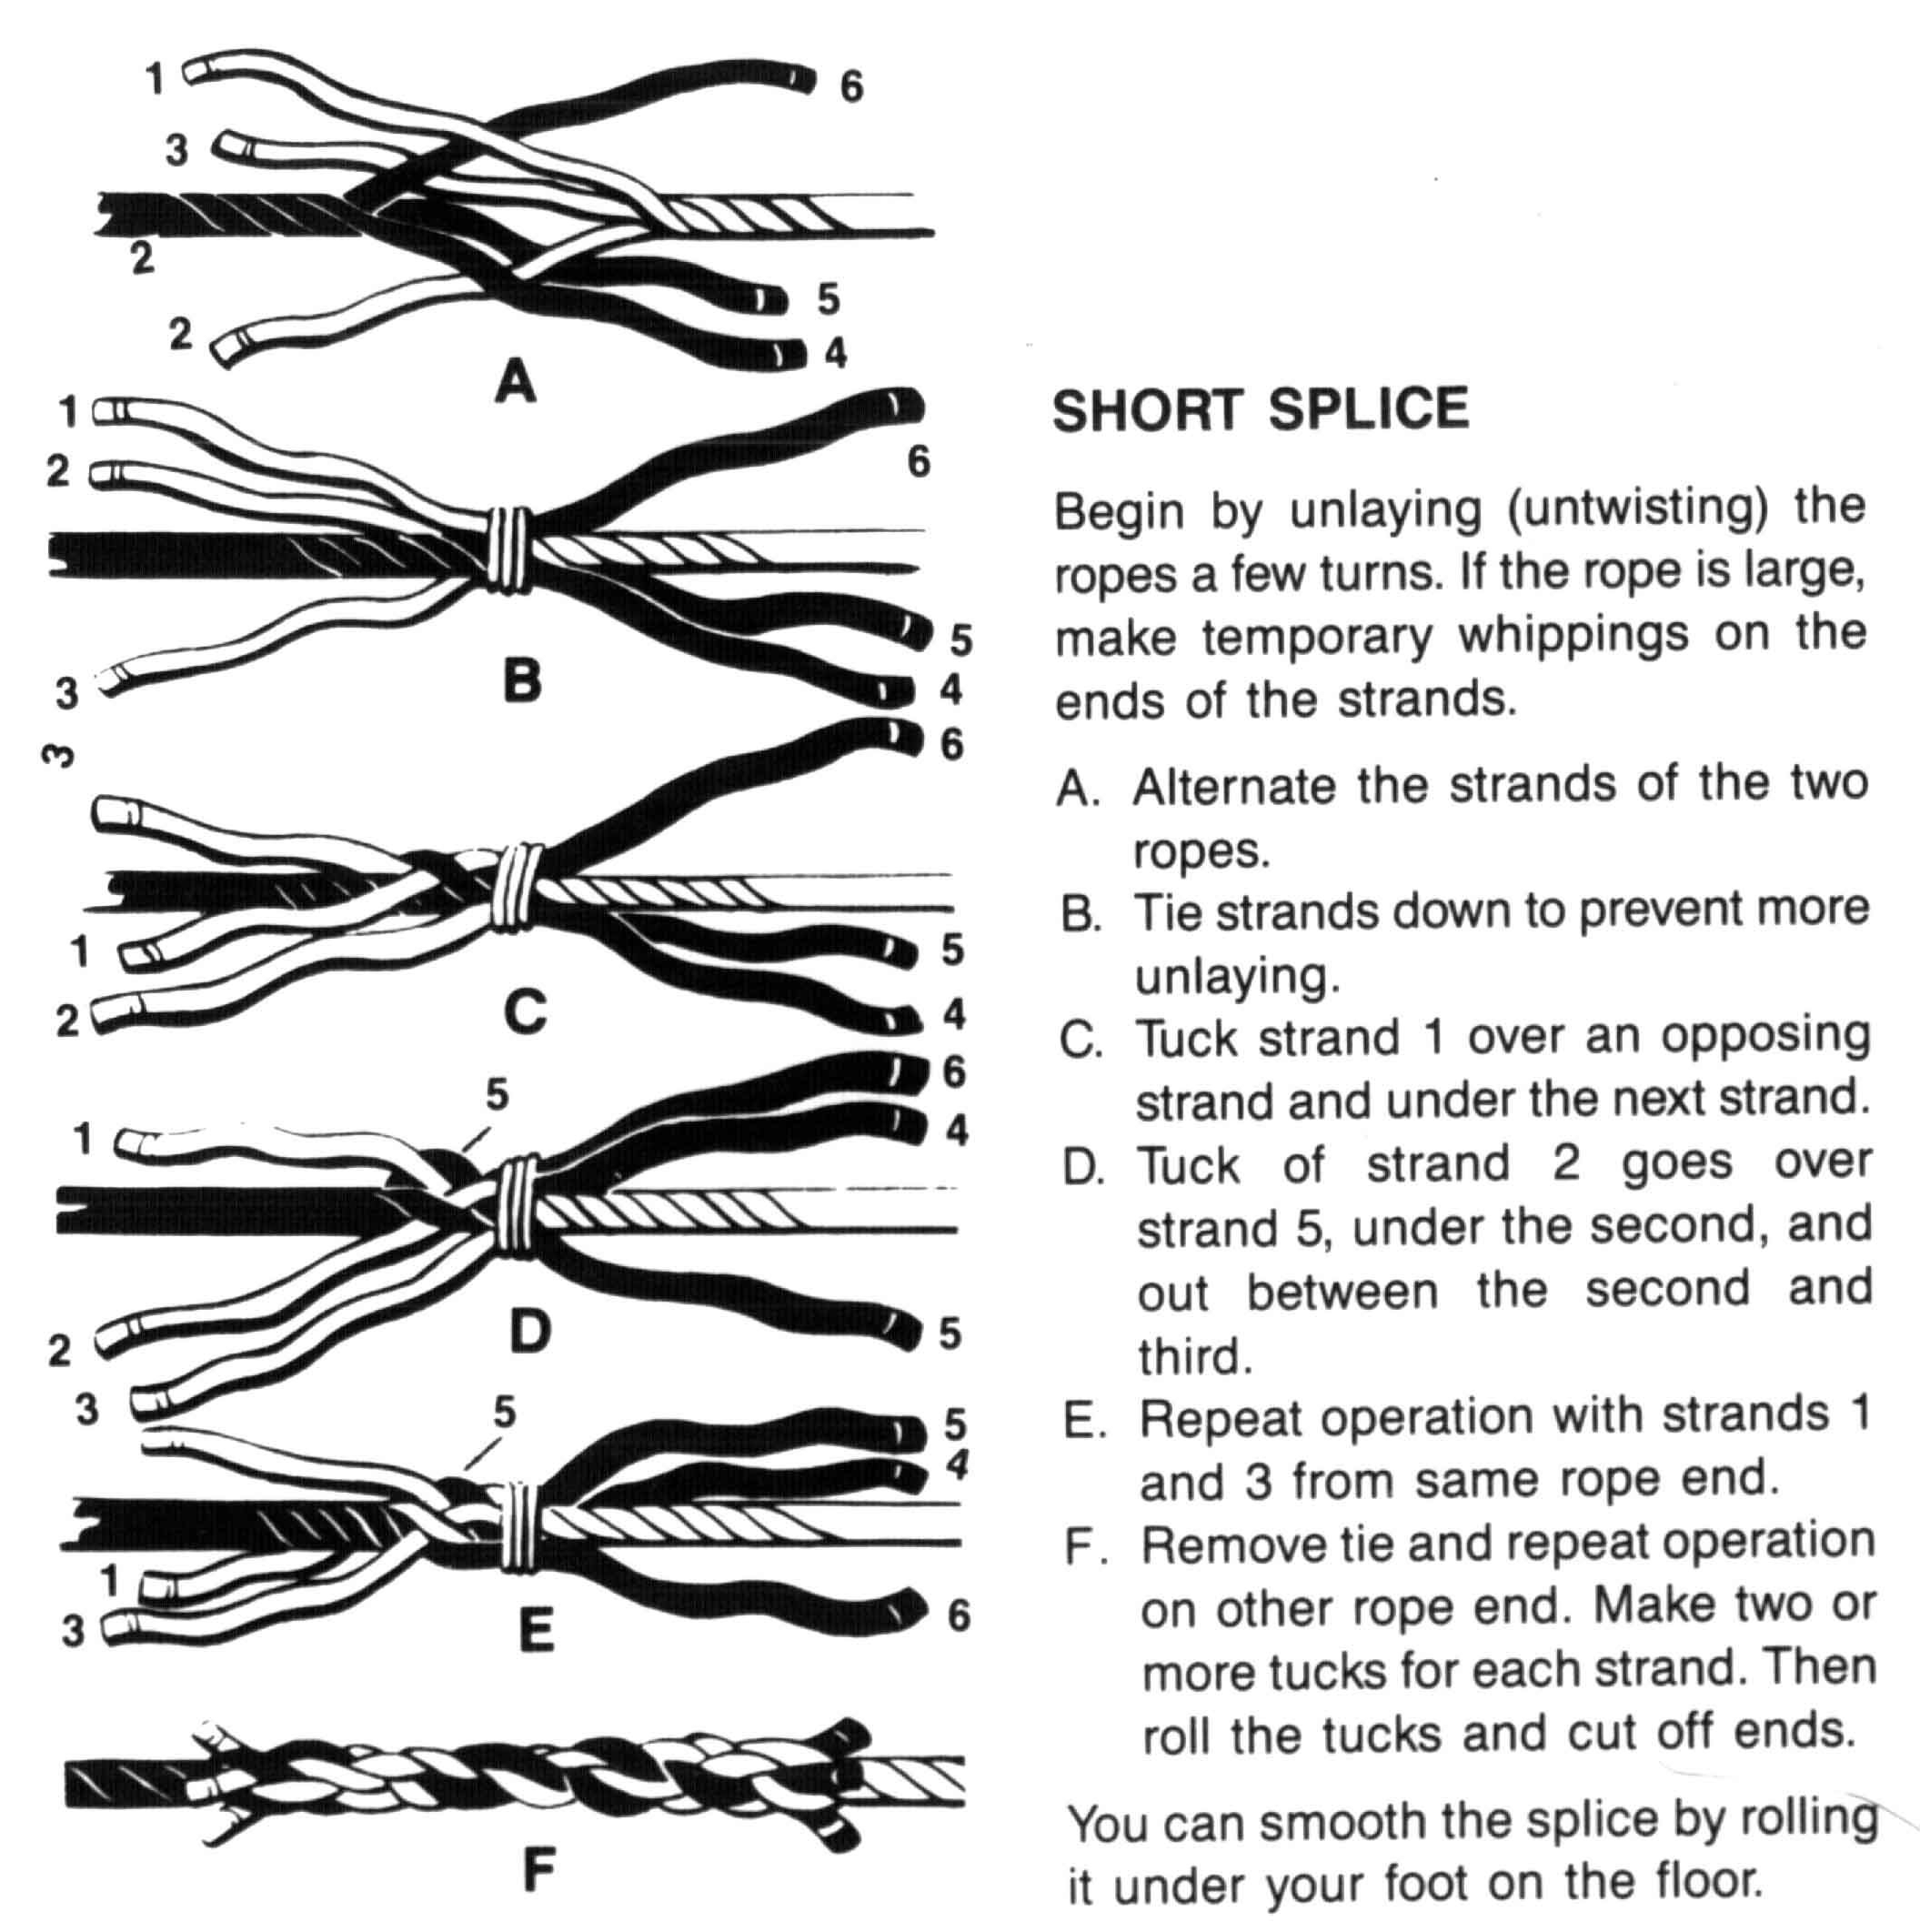 1
6
3
2
5
2
4
A
1
6
2
5
B
3
4
3
6
1
5
C
2
4
5
6
1
4
D
2
5
3
5
5
4
1
3
E
6
F
SHORT SPLICE
Begin by unlaying (untwisting) the
ropes a few turns. If the rope is large,
make temporary whippings on the
ends of the strands.
A. Alternate the strands of the two
ropes.
B. Tie strands down to prevent more
unlaying.
C. Tuck strand 1 over an opposing
strand and under the next strand.
D. Tuck of strand 2 goes over
strand 5, under the second, and
out between the second and
third.
E. Repeat operation with strands 1
and 3 from same rope end.
F. Remove tie and repeat operation
on other rope end. Make two or
more tucks for each strand. Then
roll the tucks and cut off ends.
You can smooth the splice by rolling
it under your foot on the floor.